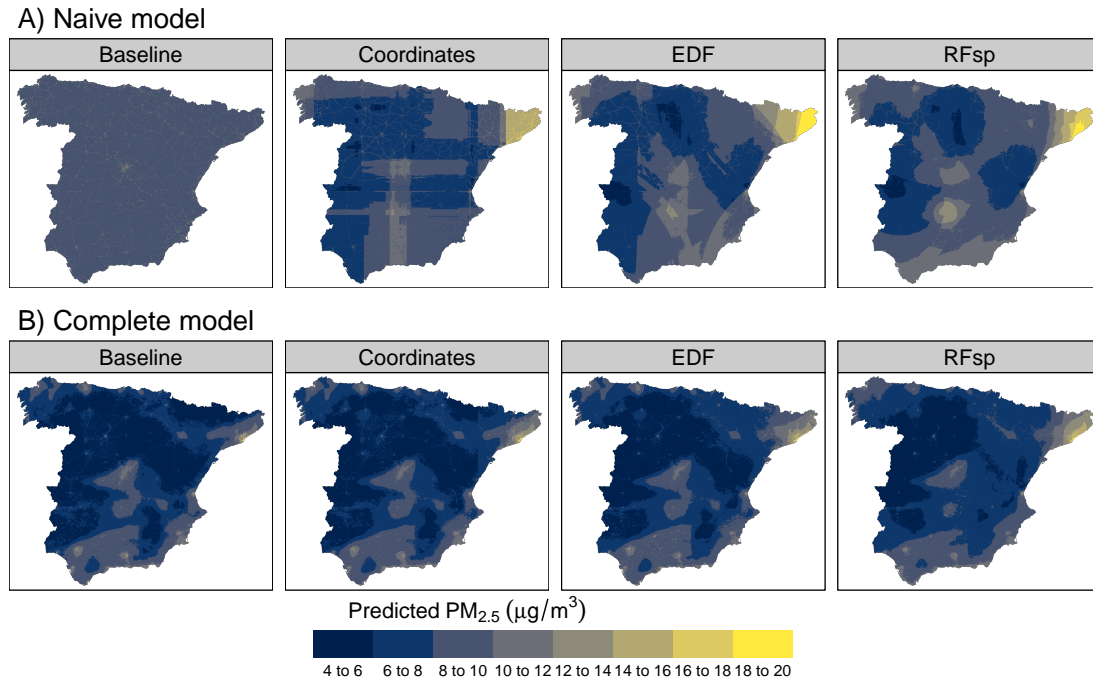 A) Naive model
Baseline Coordinates EDF RFsp
B) Complete model
Baseline Coordinates EDF RFsp
Predicted PM2.5 (μg/m3)
4 to 6 6 to 8 8 to 10 10 to 12 12 to 14 14 to 16 16 to 18 18 to 20